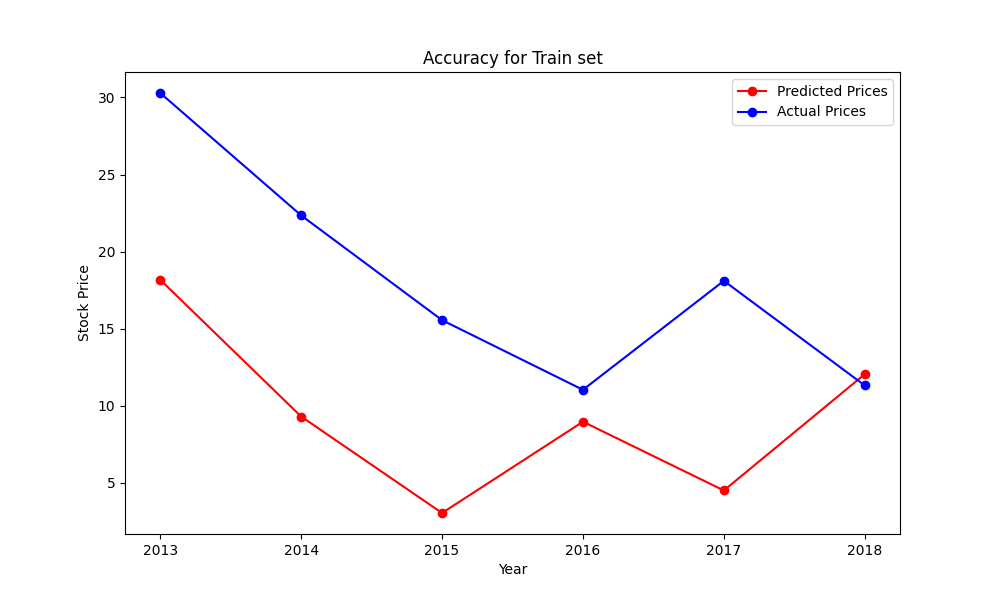 Accuracy for Train set
Predicted Prices
Actual Prices
Stock Price
30
25
20
15
10
5
2013 2014 2015 2016 2017 2018
Year